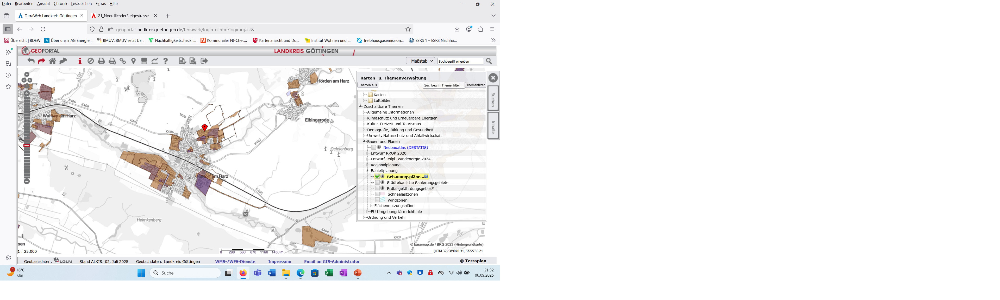 Datei Bearbeiten Ansicht Chronik Lesezeichen Extras Hilfe
TerraWeb Landkreis Göttingen
21_NoerdlichderSteigestrasse -
geoportal.landkreisgoettingen.de/terraweb/login-ol.htm?login=gast&
Übersicht | BDEW
Über uns » AG Energie...
BMUV: BMUV setzt UE...
Nachhaltigkeitscheck |...
Kommunaler N!-Chec...
Kartenansicht und Do...
Institut Wohnen und ...
Treibhausgasemission...
ESRS 1 – ESRS Nachha...
GEOPORTAL
LANDKREIS GÖTTINGEN
Maßstab
Suchbegriff eingeben
Karten- u. Themenverwaltung
Themen aus
Suchbegriff Themenfilter
Themenfilter
Karten
Luftbilder
Zuschaltbare Themen
Allgemeine Informationen
Klimaschutz und Erneuerbare Energien
Kultur, Freizeit und Tourismus
Demografie, Bildung und Gesundheit
Umwelt, Naturschutz und Abfallwirtschaft
Bauen und Planen
Neubauatlas (DESTATIS)
Entwurf RROP 2020
Entwurf Teilpl. Windenergie 2024
Regionalplanung
Bauleitplanung
Bebauungspläne...
Städtebauliche Sanierungsgebiete
Erdfallgefährdungsgebiet*
Schneelastzonen
Windzonen
Flächennutzungspläne
EU Umgebungslärmrichtlinie
Ordnung und Verkehr
Suchen
Inhalte
L523
Hörden am Harz
K406
K406
K407
Wulften am Harz
K406
Elbingerode
K406
K407
Oder
Ochsenberg
Hattorf am Harz
K406
Heimkenberg
K409
K409
L530
Oder
sen
1 : 25.000
0 290 580 870 1160 1450 m
© basemap.de / BKG 2023 (Hintergrundkarte)
(UTM 32) 589070.31, 5722755.21
Geobasisdaten: LGLN
Stand ALKIS: 02. Juli 2025
Geofachdaten: Landkreis Göttingen
WMS-/WFS-Dienste
Impressum
Email an GIS-Administrator
© Terraplan
1
16°C
Klar
Suche
21:32
06.09.2025